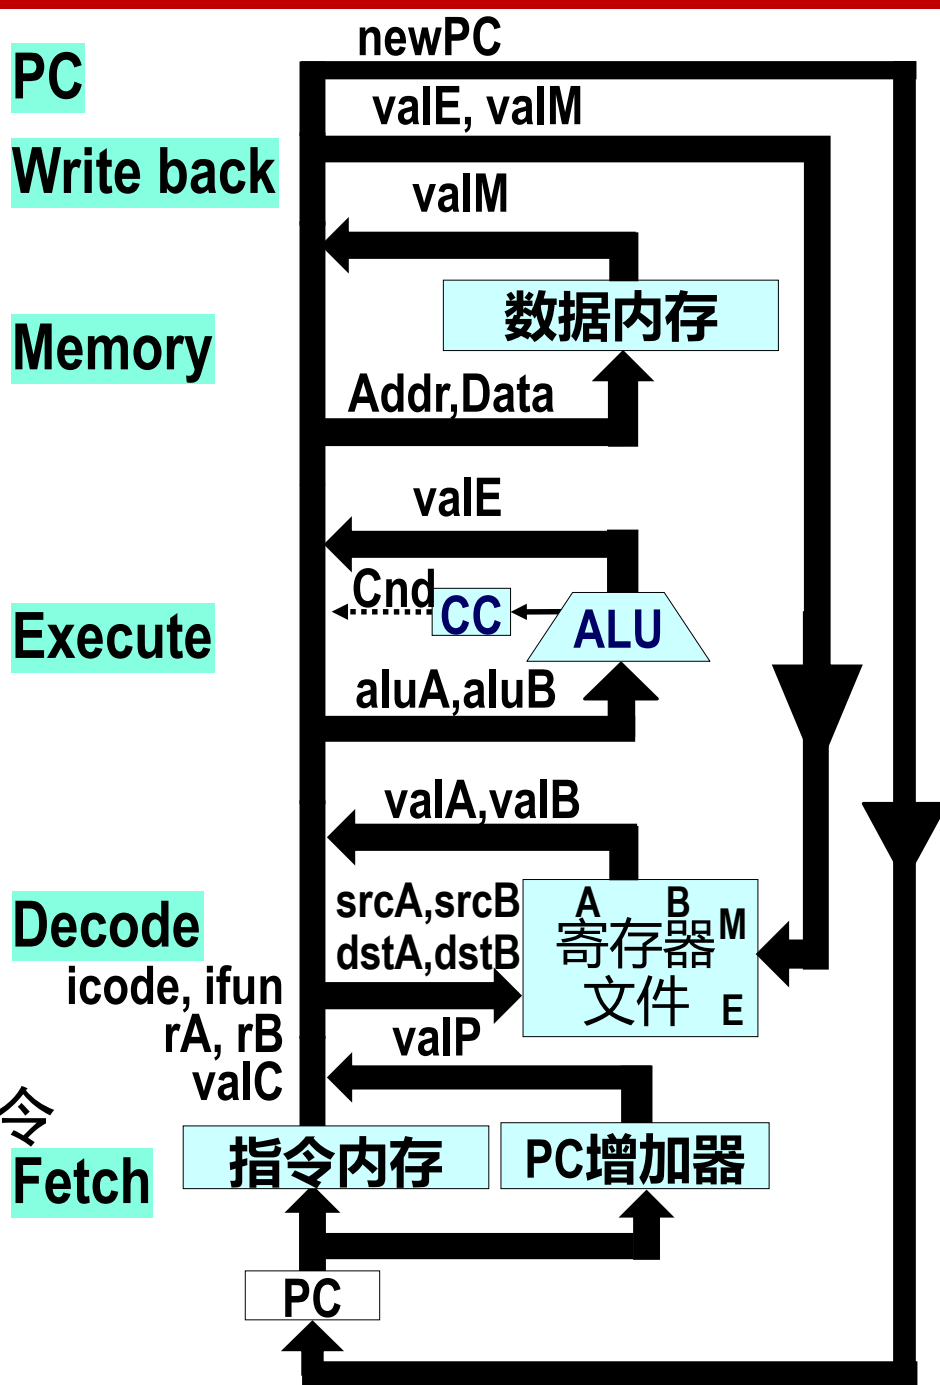 newPC
PC
valE, valM
Write back
valM
数据内存
Memory
Addr,Data
valE
Cnd
CC
ALU
Execute
aluA,aluB
valA,valB
srcA,srcB
dstA,dstB
A B
M
寄存器
文件
E
Decode
icode, ifun
rA, rB
valC
valP
令
指令内存
PC增加器
Fetch
PC